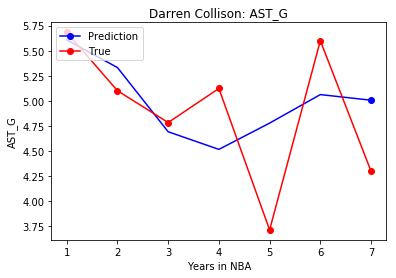 Darren Collison: AST_G
Prediction
True
AST_G
5.75
5.50
5.25
5.00
4.75
4.50
4.25
4.00
3.75
1 2 3 4 5 6 7
Years in NBA